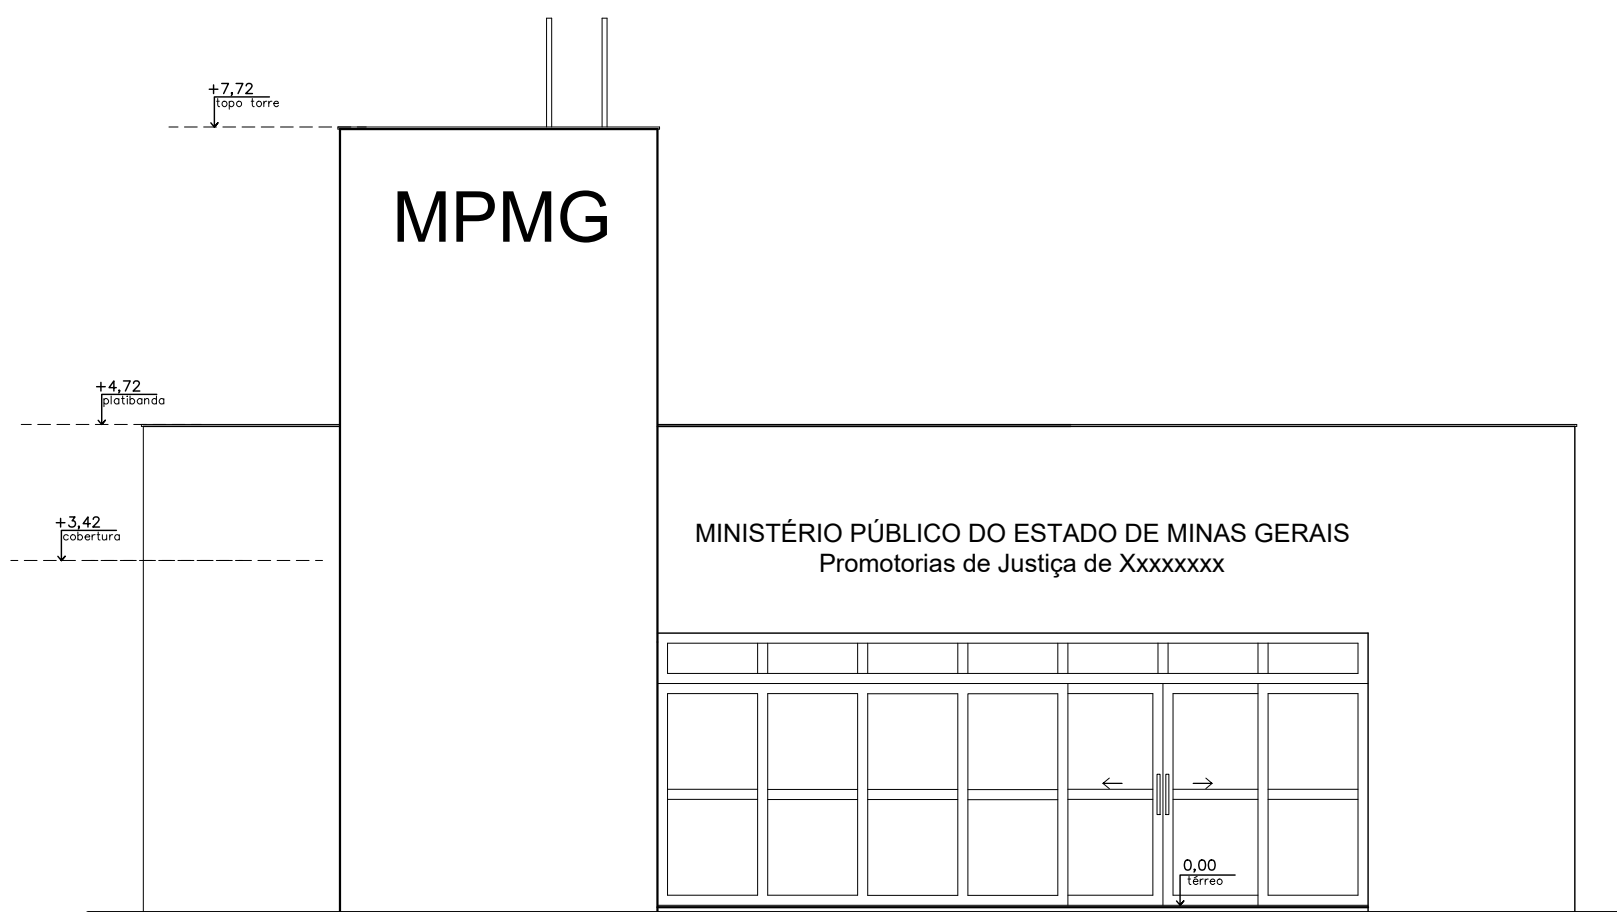 +7,72
topo torre
MPMG
+4,72
platibanda
+3,42
cobertura
MINISTÉRIO PÚBLICO DO ESTADO DE MINAS GERAIS
Promotorias de Justiça de Xxxxxxxx
0,00
térreo